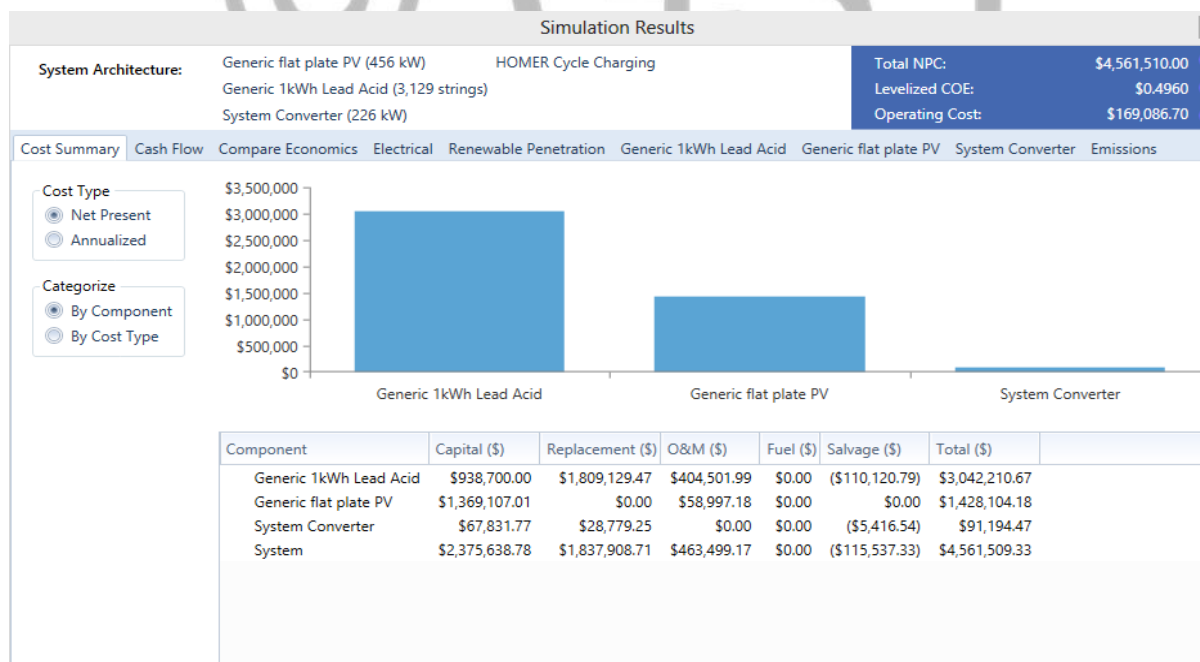 Simulation Results
System Architecture:
Generic flat plate PV (456 kW) HOMER Cycle Charging
Generic 1kWh Lead Acid (3,129 strings)
System Converter (226 kW)
Total NPC: $4,561,510.00
Levelized COE: $0.4960
Operating Cost: $169,086.70
Cost Summary Cash Flow Compare Economics Electrical Renewable Penetration Generic 1kWh Lead Acid Generic flat plate PV System Converter Emissions
Cost Type
Net Present
Annualized
Categorize
By Component
By Cost Type
$3,500,000
$3,000,000
$2,500,000
$2,000,000
$1,500,000
$1,000,000
$500,000
$0
Generic 1kWh Lead Acid Generic flat plate PV System Converter
Component Capital ($) Replacement ($) O&M ($) Fuel ($) Salvage ($) Total ($)
Generic 1kWh Lead Acid $938,700.00 $1,809,129.47 $404,501.99 $0.00 ($110,120.79) $3,042,210.67
Generic flat plate PV $1,369,107.01 $0.00 $58,997.18 $0.00 $0.00 $1,428,104.18
System Converter $67,831.77 $28,779.25 $0.00 $0.00 ($5,416.54) $91,194.47
System $2,375,638.78 $1,837,908.71 $463,499.17 $0.00 ($115,537.33) $4,561,509.33